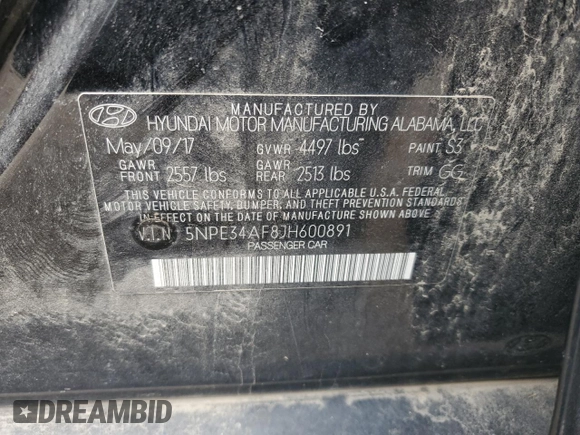 MANUFACTURED BY
HYUNDAI MOTOR MANUFACTURING ALABAMA, LLC
May/09/17 GVWR 4497 lbs PAINT S3
GAWR FRONT 2557 lbs GAWR REAR 2513 lbs TRIM GG
THIS VEHICLE CONFORMS TO ALL APPLICABLE U.S.A. FEDERAL
MOTOR VEHICLE SAFETY, BUMPER, AND THEFT PREVENTION STANDARDS
IN EFFECT ON THE DATE OF MANUFACTURE SHOWN ABOVE
VIN 5NPE34AF8JH600891
PASSENGER CAR
DREAMBID